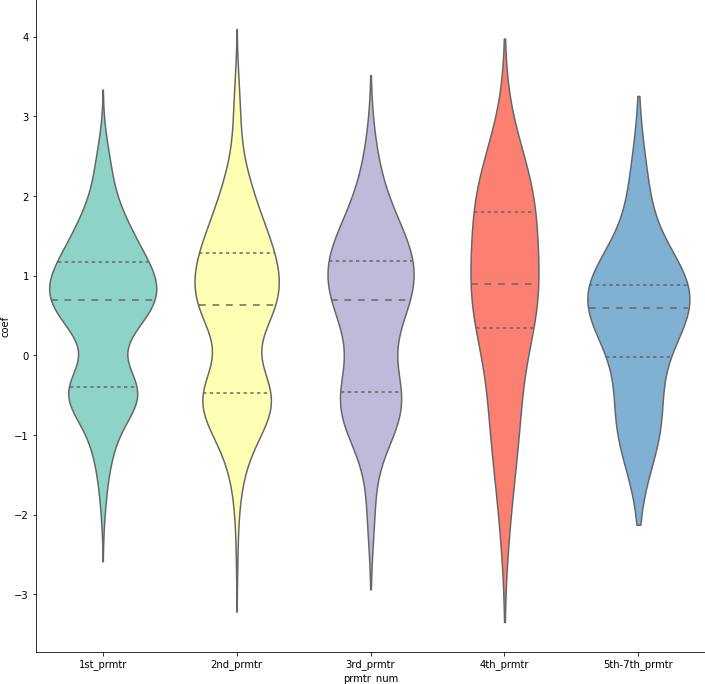 4
3
2
1
0
−1
−2
−3
coef
1st_prmtr
2nd_prmtr
3rd_prmtr
4th_prmtr
5th-7th_prmtr
prmtr_num